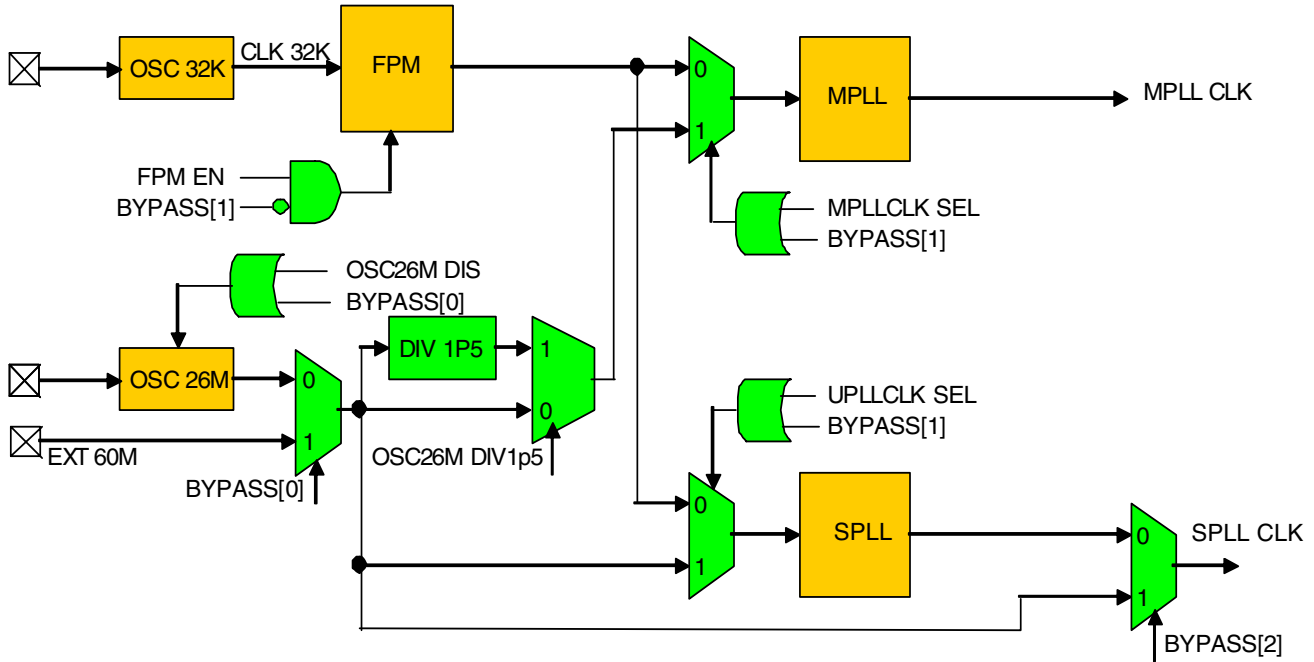 OSC 32K
CLK 32K
FPM
0
1
MPLL
MPLL CLK
FPM EN
BYPASS[1]
MPLLCLK SEL
BYPASS[1]
OSC26M DIS
BYPASS[0]
OSC 26M
0
1
EXT 60M
BYPASS[0]
DIV 1P5
1
0
OSC26M DIV1p5
UPLLCLK SEL
BYPASS[1]
0
1
SPLL
0
1
SPLL CLK
BYPASS[2]